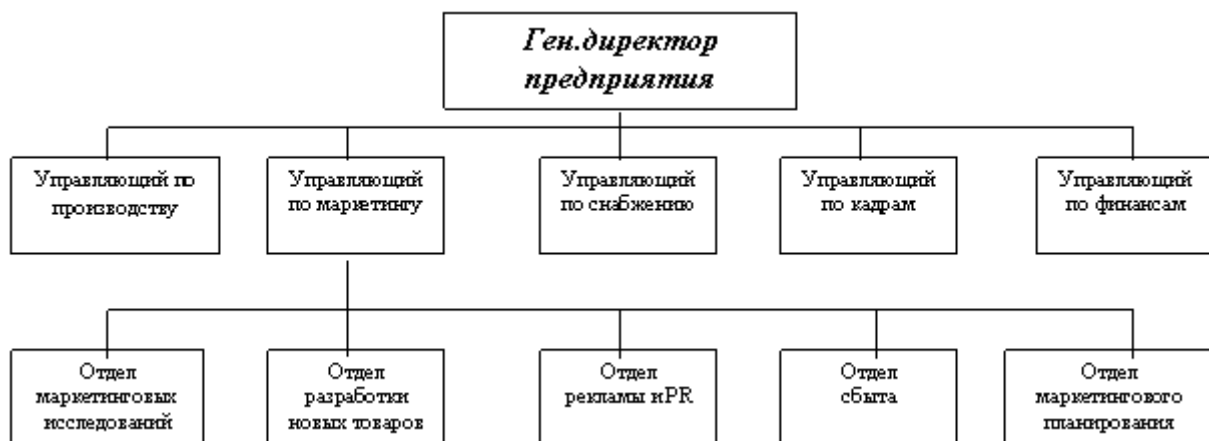 Ген.директор
предприятия
Управляющий по
производству
Управляющий
по маркетингу
Управляющий
по снабжению
Управляющий
по кадрам
Управляющий
по финансам
Отдел
маркетинговых
исследований
Отдел
разработки
новых товаров
Отдел
рекламы иPR
Отдел
сбыта
Отдел
маркетингового
планирования